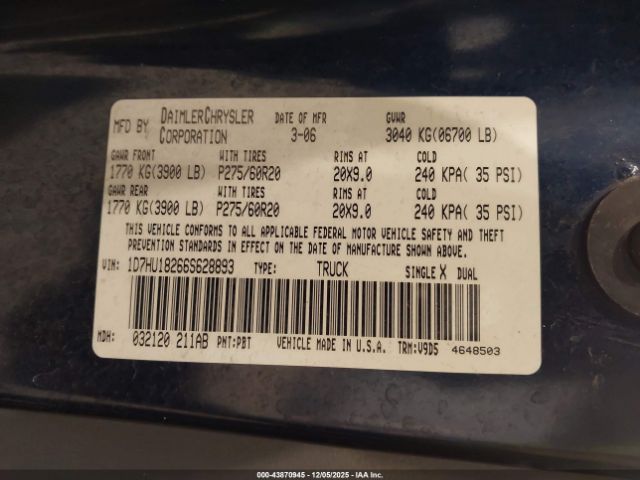 MFD BY DAIMLERCHRYSLER CORPORATION DATE OF MFR 3-06 GVWR 3040 KG(06700 LB)
GAWR FRONT WITH TIRES RIMS AT COLD
1770 KG(3900 LB) P275/60R20 20X9.0 240 KPA( 35 PSI)
GAWR REAR WITH TIRES RIMS AT COLD
1770 KG(3900 LB) P275/60R20 20X9.0 240 KPA( 35 PSI)
THIS VEHICLE CONFORMS TO ALL APPLICABLE FEDERAL MOTOR VEHICLE SAFETY AND THEFT
PREVENTION STANDARDS IN EFFECT ON THE DATE OF MANUFACTURE SHOWN ABOVE.
VIN: 1D7HU18266S628893 TYPE: TRUCK SINGLE X DUAL
MDH: 032120 211AB PNT:PBT VEHICLE MADE IN U.S.A. TRM:V9D5 4648503
000-43870945 - 12/05/2025 - IAAI Inc.